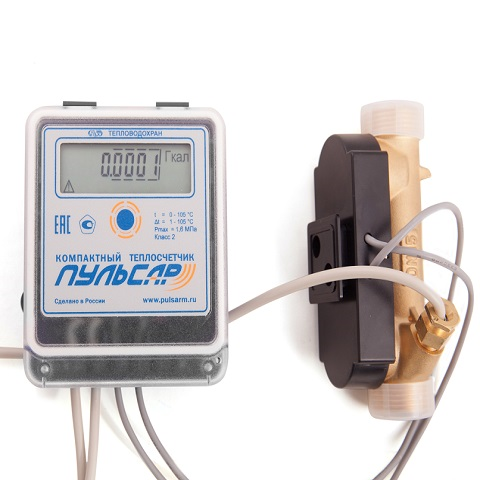 ТЕПЛОВОДОХРАН
0.0001 Гкал
t = 0 - 105 °C
Δt = 1 - 105 °C
Pmax = 1,6 МПа
Класс 2
EAC
КОМПАКТНЫЙ ТЕПЛОСЧЕТЧИК
ПУЛЬСАР
Сделано в России
www.pulsarm.ru